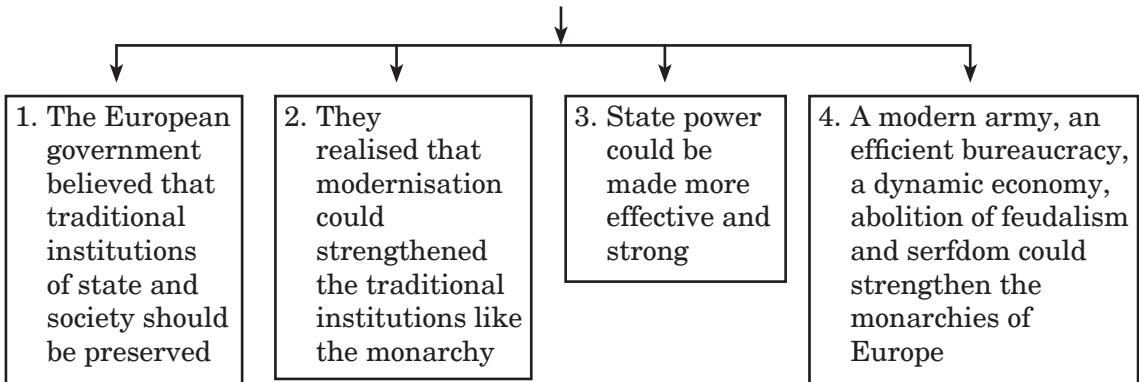 1. The European
government
believed that
traditional
institutions
of state and
society should
be preserved
2. They
realised that
modernisation
could
strengthened
the traditional
institutions like
the monarchy
3. State power
could be
made more
effective and
strong
4. A modern army, an
efficient bureaucracy,
a dynamic economy,
abolition of feudalism
and serfdom could
strengthen the
monarchies of
Europe